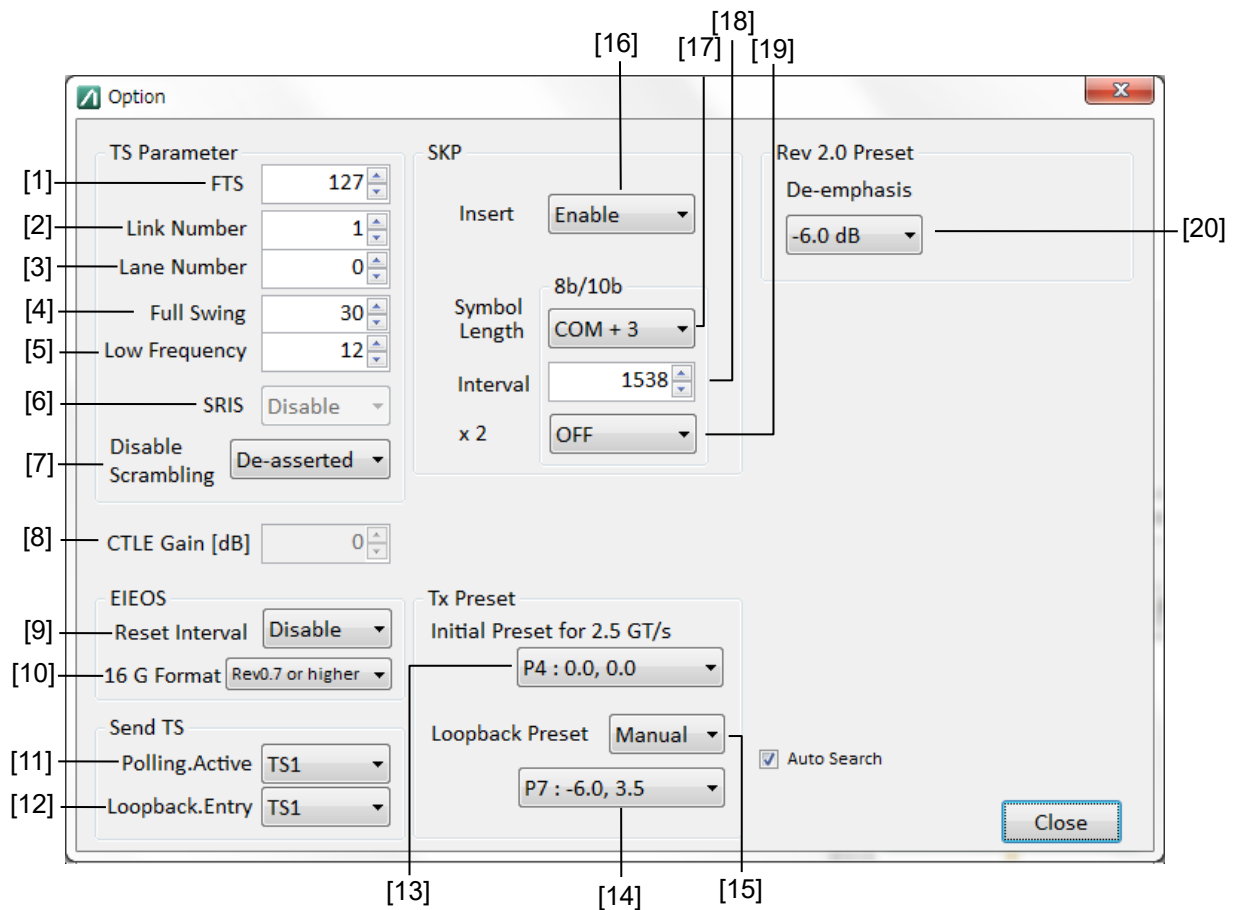 [18]
[16] [17] [19]
Option
X
TS Parameter
[1] FTS 127
[2] Link Number 1
[3] Lane Number 0
[4] Full Swing 30
[5] Low Frequency 12
[6] SRIS Disable
[7] Disable Scrambling De-asserted
[8] CTLE Gain [dB] 0
EIEOS
[9] Reset Interval Disable
[10] 16 G Format Rev0.7 or higher
Send TS
[11] Polling.Active TS1
[12] Loopback.Entry TS1
SKP
Insert Enable
8b/10b
Symbol Length COM + 3
Interval 1538
x 2 OFF
Tx Preset
Initial Preset for 2.5 GT/s
P4 : 0.0, 0.0
Loopback Preset Manual
P7 : -6.0, 3.5
Rev 2.0 Preset
De-emphasis
-6.0 dB [20]
Auto Search
Close
[13] [14] [15]